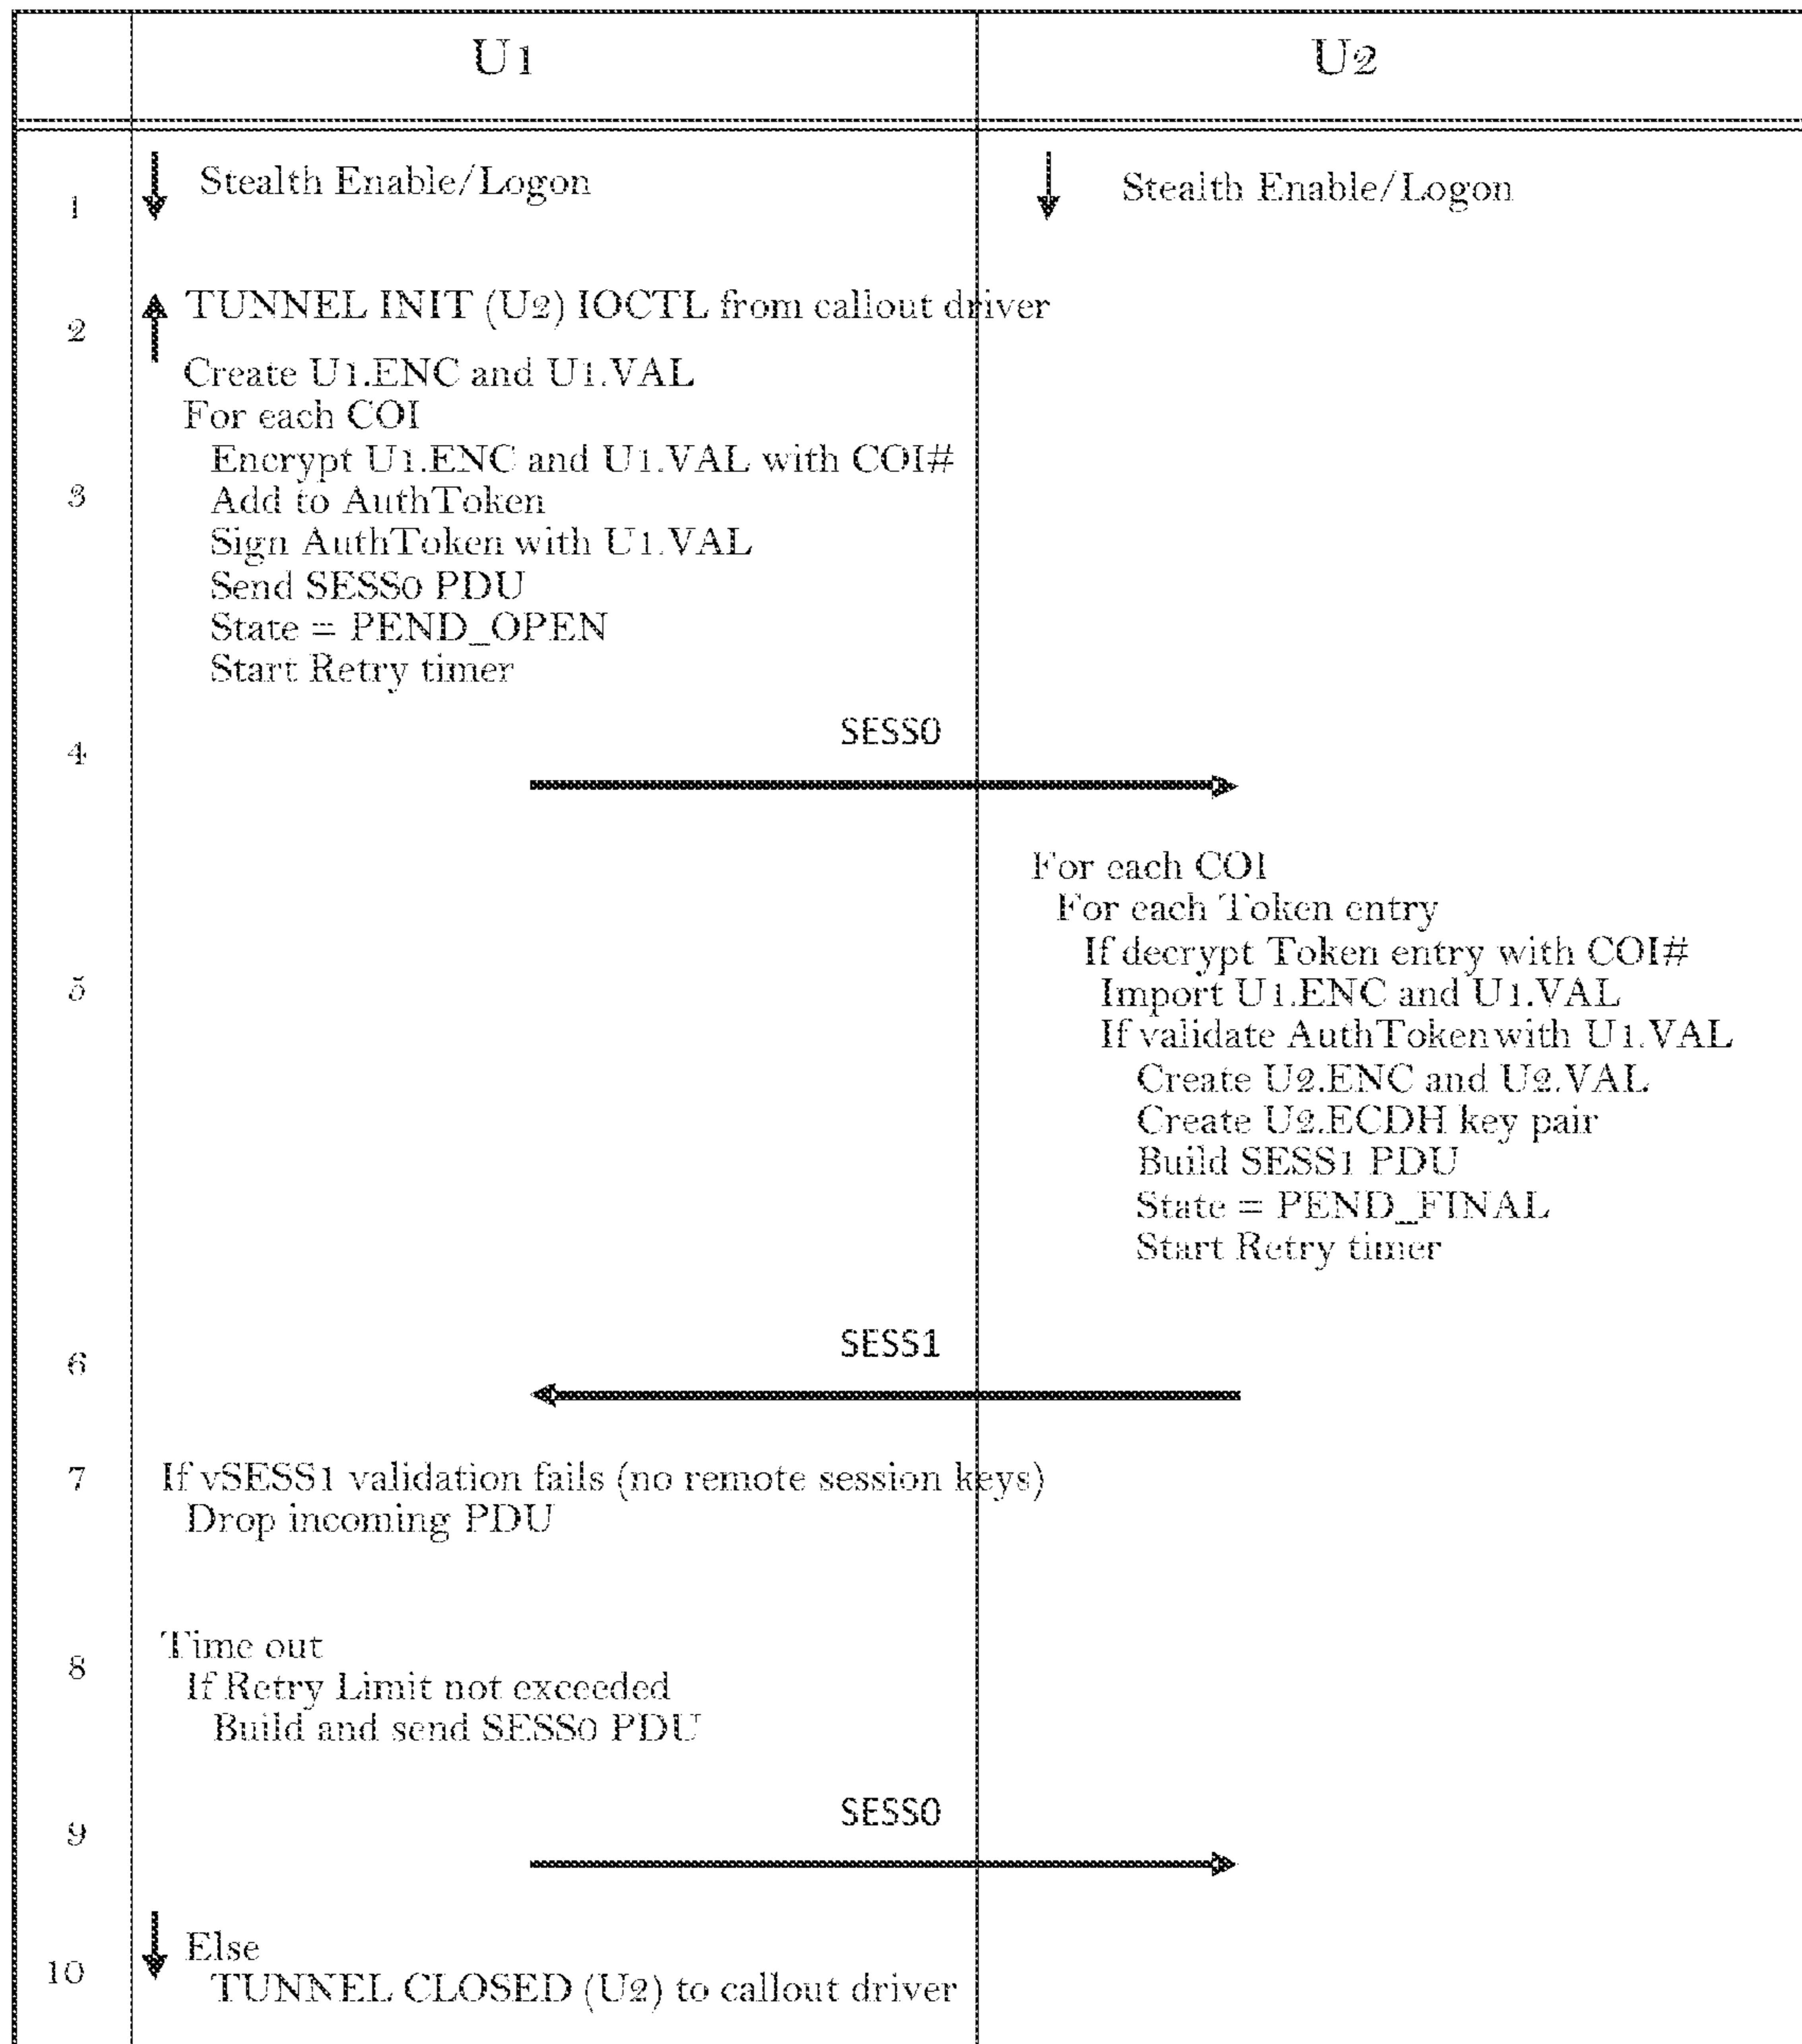 U1 U2
1 Stealth Enable/Logon Stealth Enable/Logon
2 TUNNEL INIT (U2) IOCTL from callout driver
Create U1.ENC and U1.VAL
For each COI
Encrypt U1.ENC and U1.VAL with COI#
3 Add to AuthToken
Sign AuthToken with U1.VAL
Send SESS0 PDU
State = PEND_OPEN
Start Retry timer
SESS0
4
For each COI
For each Token entry
If decrypt Token entry with COI#
5 Import U1.ENC and U1.VAL
If validate AuthToken with U1.VAL
Create U2.ENC and U2.VAL
Create U2.ECDH key pair
Build SESS1 PDU
State = PEND_FINAL
Start Retry timer
SESS1
6
7 If vSESS1 validation fails (no remote session keys)
Drop incoming PDU
Time out
8 If Retry Limit not exceeded
Build and send SESS0 PDU
SESS0
9
Else
10 TUNNEL CLOSED (U2) to callout driver